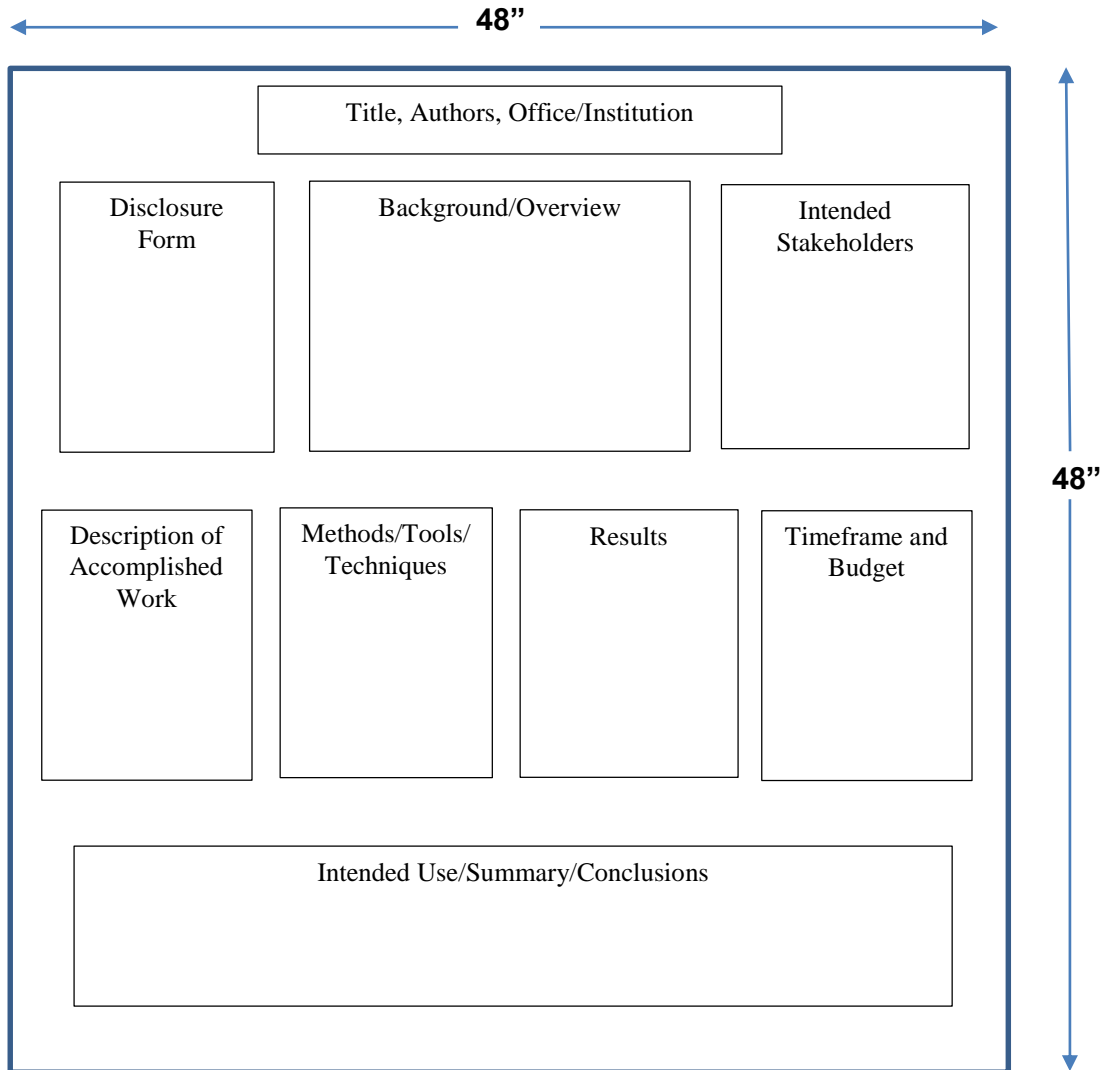 48”
Title, Authors, Office/Institution
Disclosure
Form
Background/Overview
Intended
Stakeholders
48”
Description of
Accomplished
Work
Methods/Tools/
Techniques
Results
Timeframe and
Budget
Intended Use/Summary/Conclusions